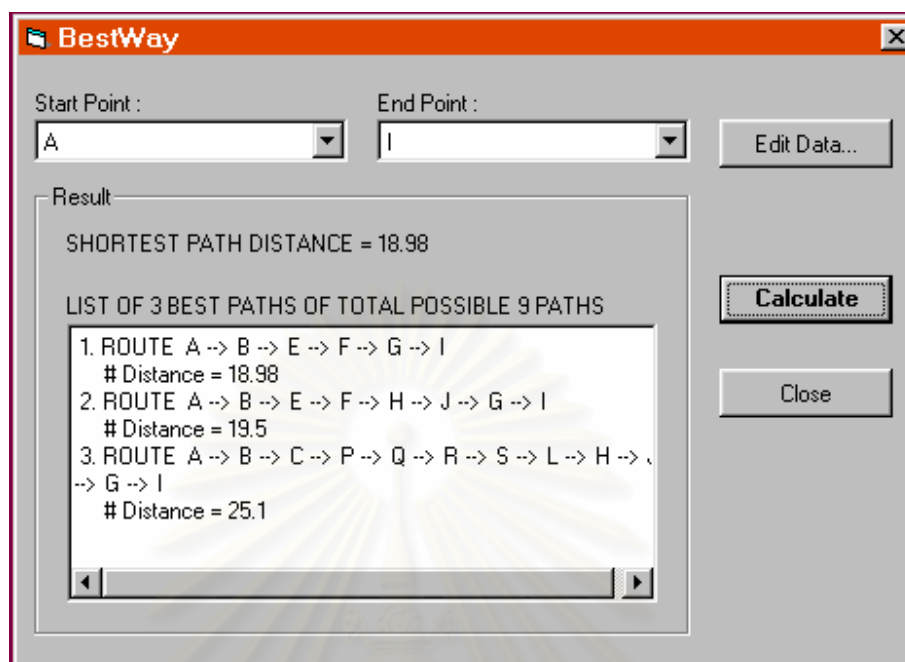 BestWay
Start Point :
End Point :
A
I
Edit Data...
Result
SHORTEST PATH DISTANCE = 18.98
LIST OF 3 BEST PATHS OF TOTAL POSSIBLE 9 PATHS
Calculate
1. ROUTE A --> B --> E --> F --> G --> I
# Distance = 18.98
2. ROUTE A --> B --> E --> F --> H --> J --> G --> I
# Distance = 19.5
3. ROUTE A --> B --> C --> P --> Q --> R --> S --> L --> H -->
--> G --> I
# Distance = 25.1
Close